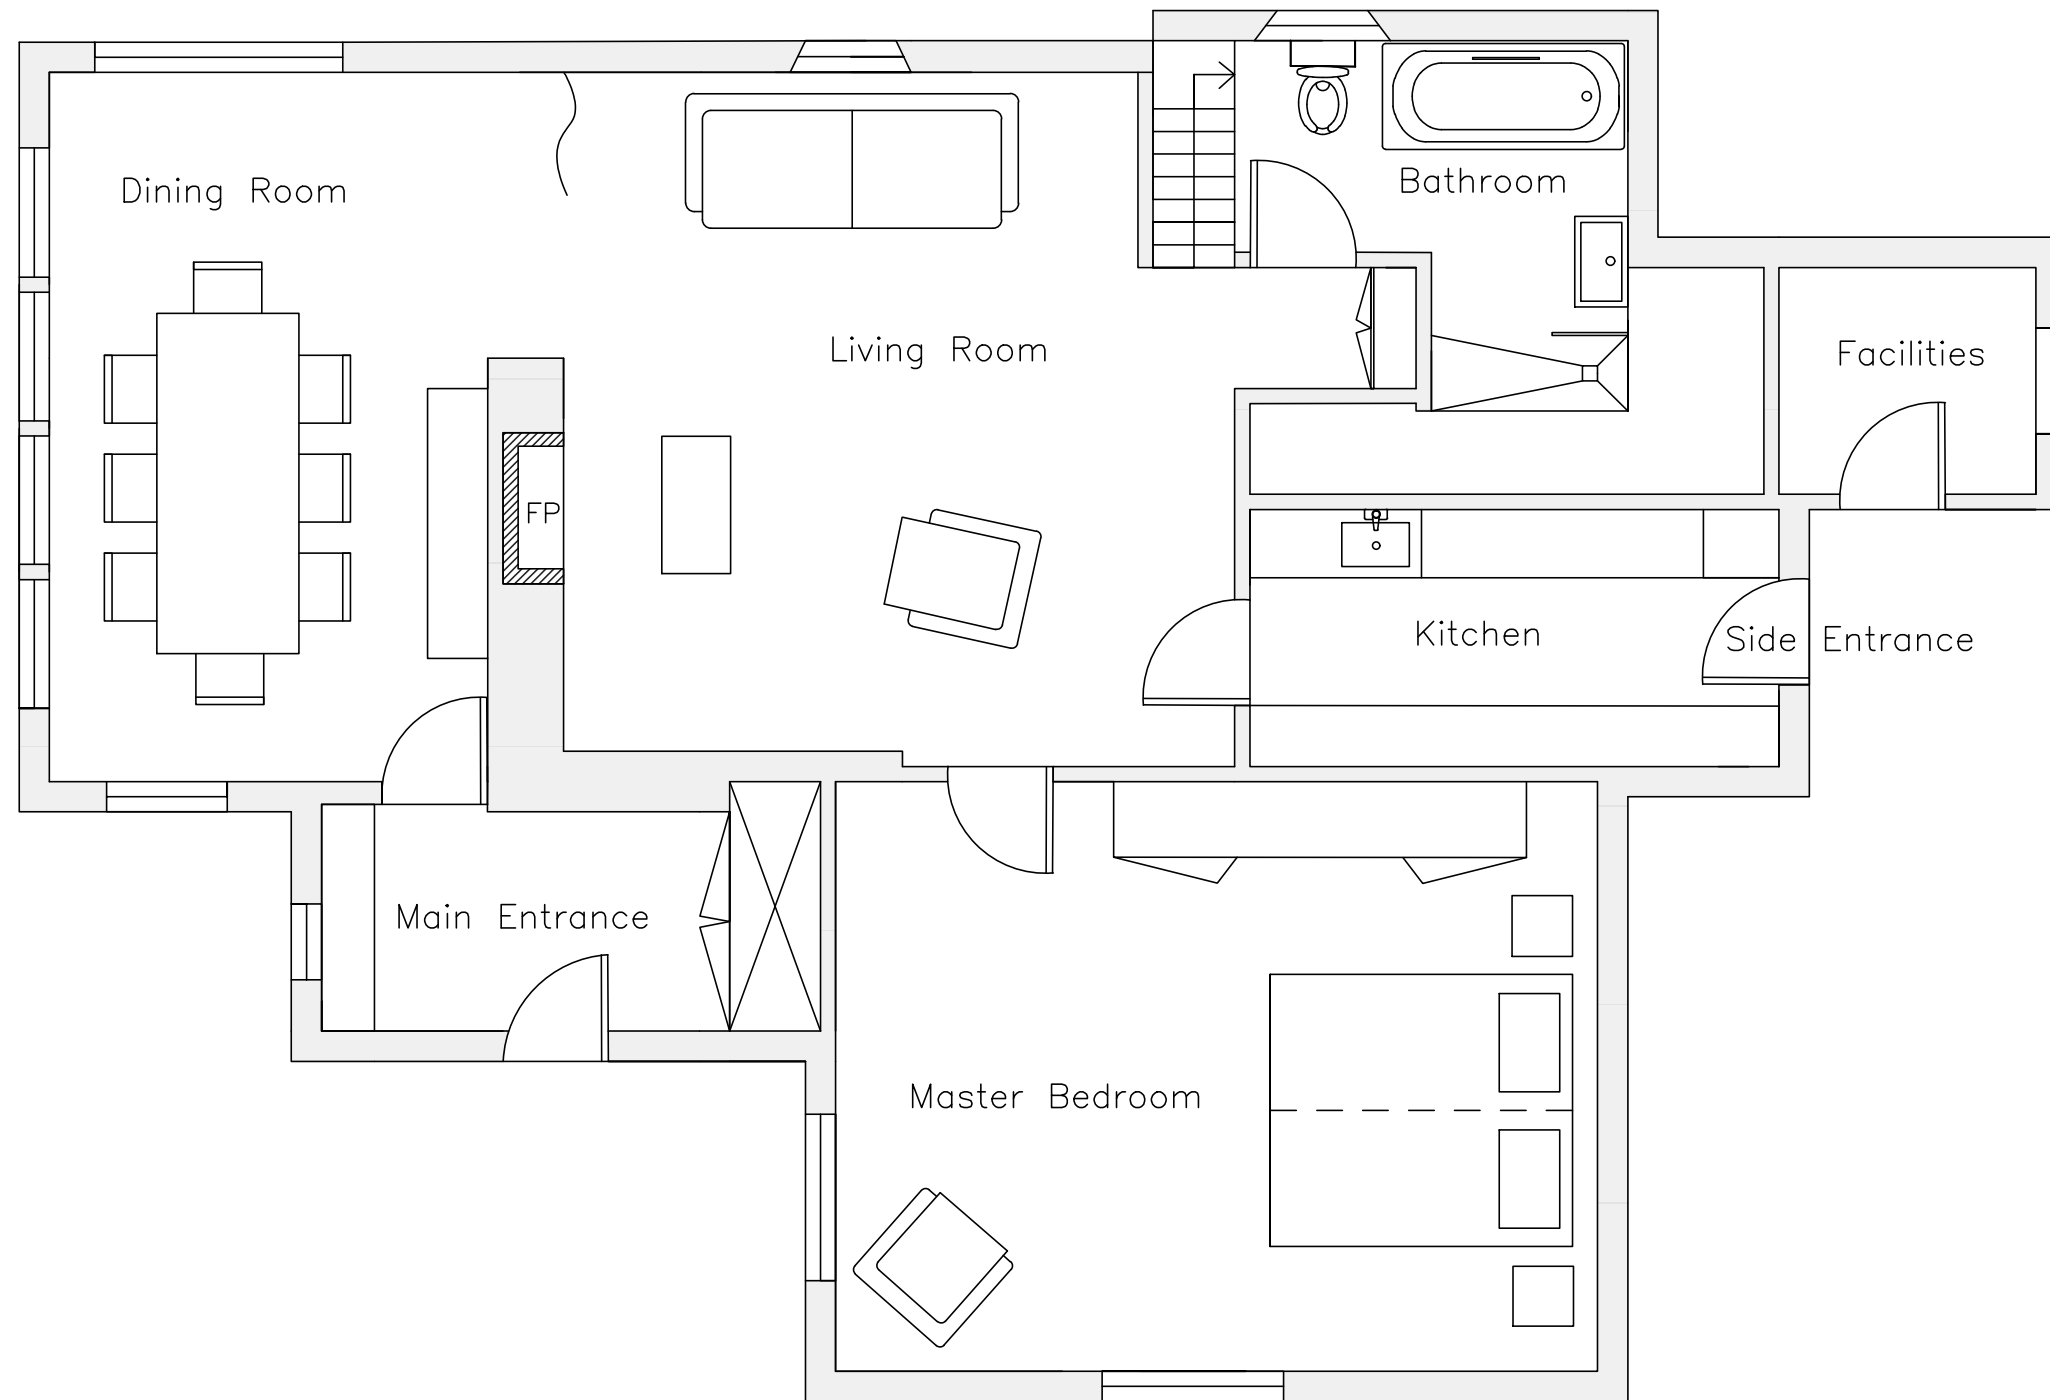 Dining Room
Bathroom
Living Room
Facilities
FP
Kitchen
Side Entrance
Main Entrance
Master Bedroom